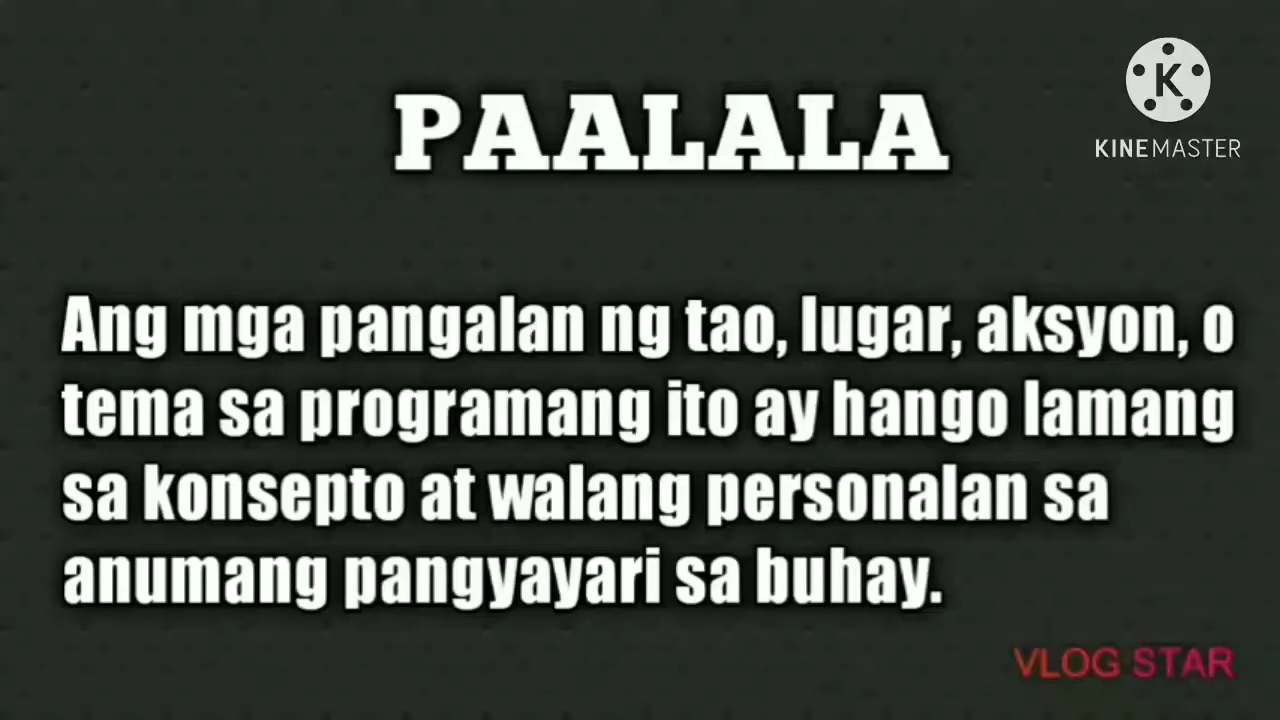 PAALALA
K
KINEMASTER
Ang mga pangalan ng tao, lugar, aksyon, o
tema sa programang ito ay hango lamang
sa konsepto at walang personalan sa
anumang pangyayari sa buhay.
VLOG STAR